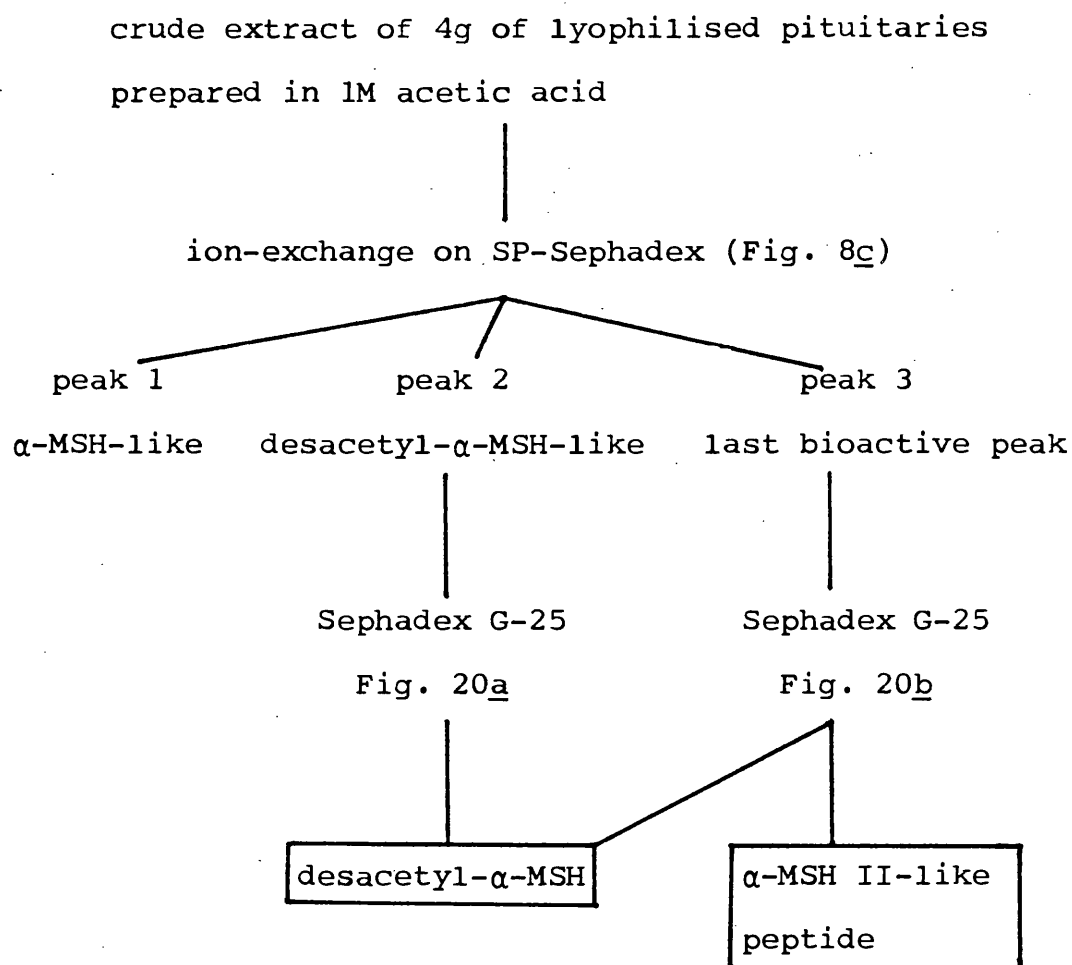 crude extract of 4g of lyophilised pituitaries
prepared in 1M acetic acid
ion-exchange on SP-Sephadex (Fig. 8c)
peak 1 peak 2 peak 3
α-MSH-like desacetyl-α-MSH-like last bioactive peak
Sephadex G-25 Sephadex G-25
Fig. 20a Fig. 20b
desacetyl-α-MSH α-MSH II-like
peptide